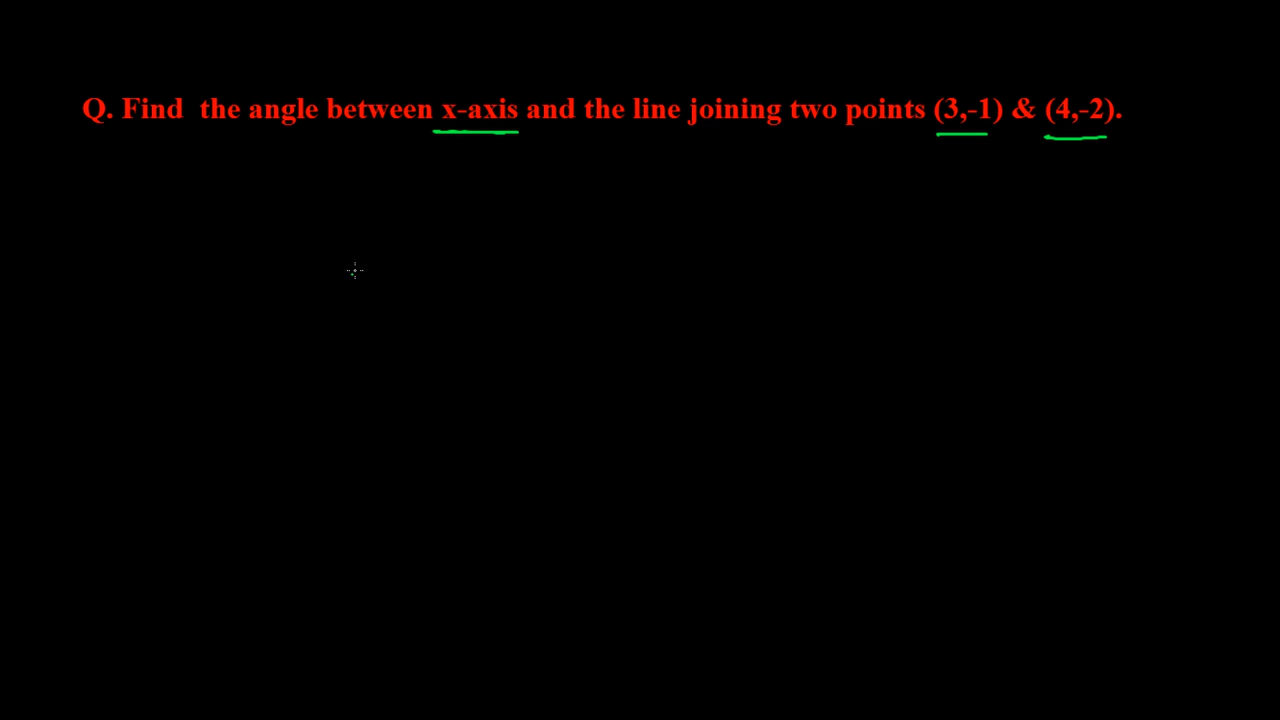 Q. Find  the angle between x-axis and the line joining two points (3,-1) & (4,-2).